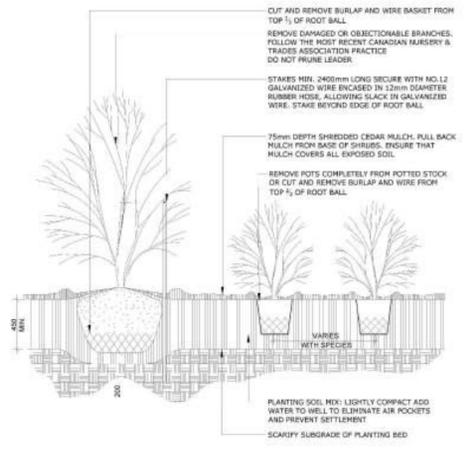 CUT AND REMOVE BURLAP AND WIRE BASKET FROM
TOP 1/3 OF ROOT BALL
REMOVE DAMAGED OR OBJECTIONABLE BRANCHES.
FOLLOW THE MOST RECENT CANADIAN NURSERY &
TRADES ASSOCIATION PRACTICE
DO NOT PRUNE LEADER
STAKES MIN. 2400mm LONG SECURE WITH NO.12
GALVANIZED WIRE ENCASED IN 12mm DIAMETER
RUBBER HOSE, ALLOWING SLACK IN GALVANIZED
WIRE. STAKE BEYOND EDGE OF ROOT BALL
75mm DEPTH SHREDDED CEDAR MULCH. PULL BACK
MULCH FROM BASE OF SHRUBS. ENSURE THAT
MULCH COVERS ALL EXPOSED SOIL
REMOVE POTS COMPLETELY FROM POTTED STOCK
OR CUT AND REMOVE BURLAP AND WIRE FROM
TOP 2/3 OF ROOT BALL
450
MIN.
VARIES
WITH SPECIES
200
PLANTING SOIL MIX: LIGHTLY COMPACT ADD
WATER TO WELL TO ELIMINATE AIR POCKETS
AND PREVENT SETTLEMENT
SCARIFY SUBGRADE OF PLANTING BED